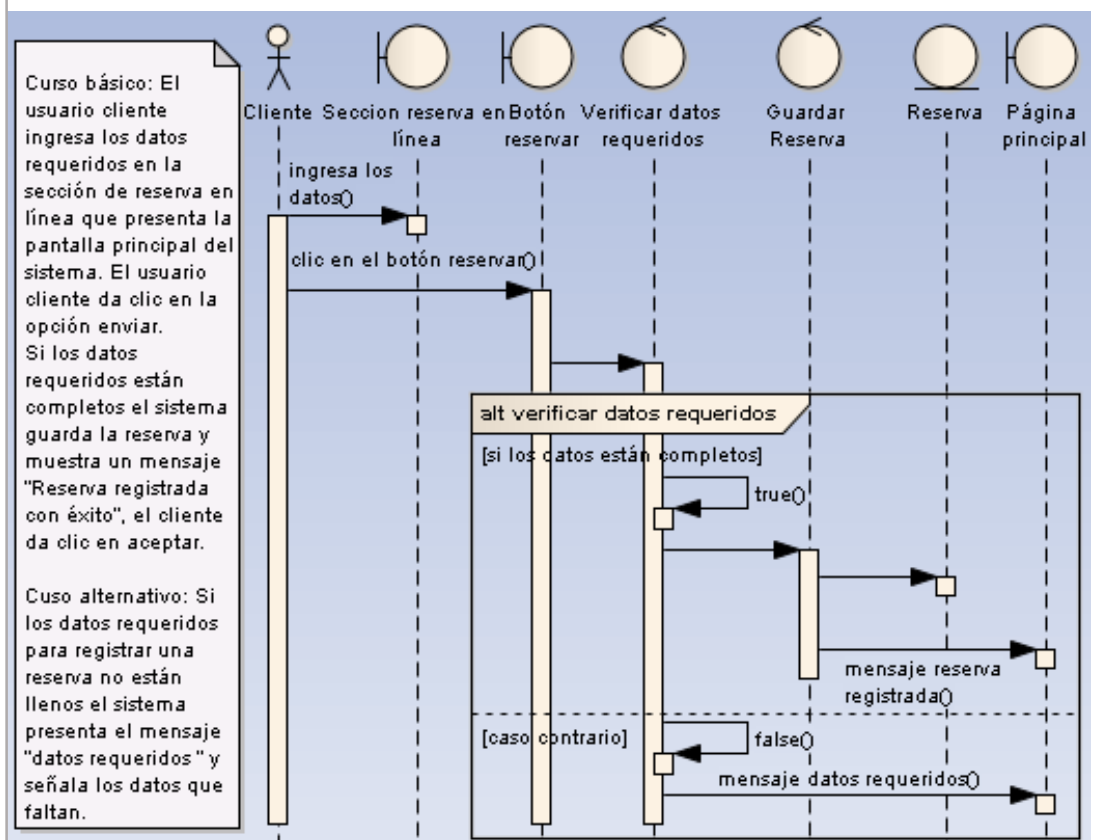 Curso básico: El
usuario cliente
ingresa los datos
requeridos en la
sección de reserva en
línea que presenta la
pantalla principal del
sistema. El usuario
cliente da clic en la
opción enviar.
Si los datos
requeridos están
completos el sistema
guarda la reserva y
muestra un mensaje
"Reserva registrada
con éxito", el cliente
da clic en aceptar.
Cuso alternativo: Si
los datos requeridos
para registrar una
reserva no están
llenos el sistema
presenta el mensaje
"datos requeridos " y
señala los datos que
faltan.
Cliente
Seccion reserva en
línea
Botón
reservar
Verificar datos
requeridos
Guardar
Reserva
Reserva
Página
principal
ingresa los
datos()
clic en el botón reservar()
alt verificar datos requeridos
[si los datos están completos]
true()
mensaje reserva
registrada()
[caso contrario]
false()
mensaje datos requeridos()